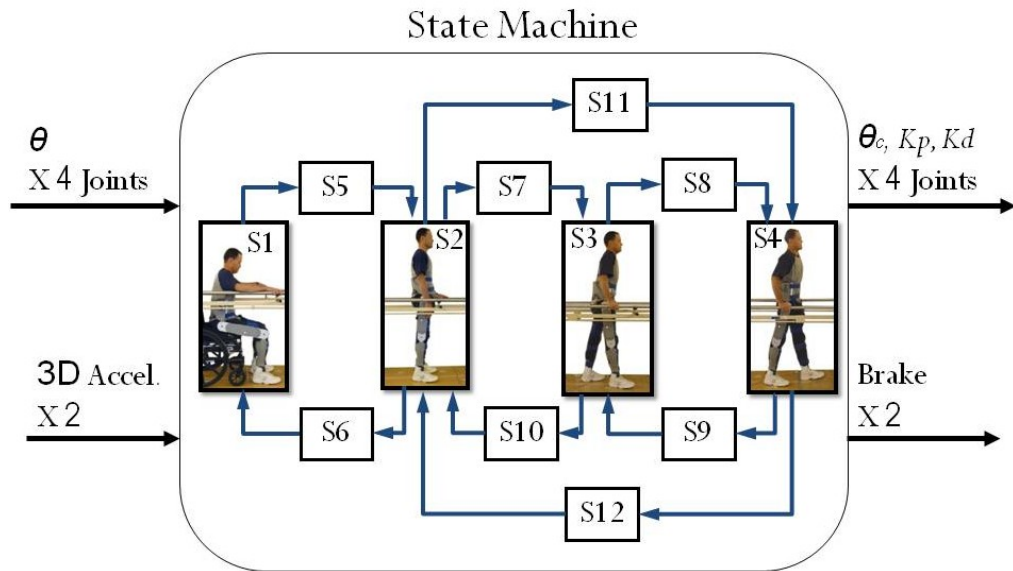 State Machine
θ
X 4 Joints
3D Accel.
X 2
S11
S5
S7
S8
S1
S2
S3
S4
S6
S10
S9
S12
θc, Kp, Kd
X 4 Joints
Brake
X 2